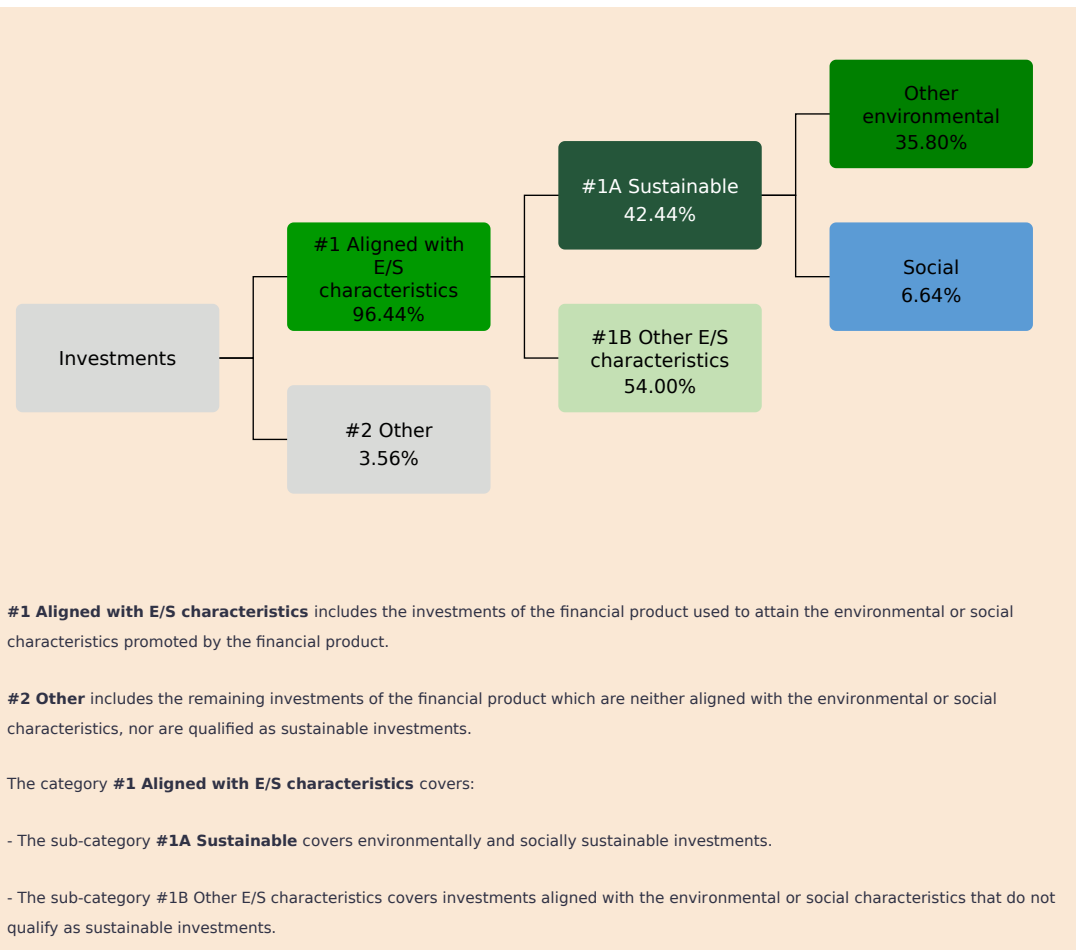 Other
environmental
35.80%
#1A Sustainable
42.44%
#1 Aligned with
E/S
characteristics
96.44%
Social
6.64%
Investments
#1B Other E/S
characteristics
54.00%
#2 Other
3.56%
#1 Aligned with E/S characteristics includes the investments of the financial product used to attain the environmental or social
characteristics promoted by the financial product.
#2 Other includes the remaining investments of the financial product which are neither aligned with the environmental or social
characteristics, nor are qualified as sustainable investments.
The category #1 Aligned with E/S characteristics covers:
- The sub-category #1A Sustainable covers environmentally and socially sustainable investments.
- The sub-category #1B Other E/S characteristics covers investments aligned with the environmental or social characteristics that do not
qualify as sustainable investments.